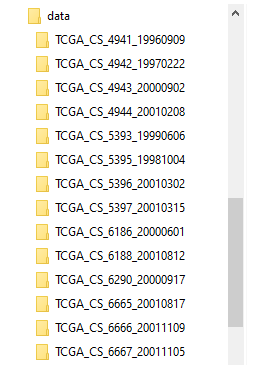 data
TCGA_CS_4941_19960909
TCGA_CS_4942_19970222
TCGA_CS_4943_20000902
TCGA_CS_4944_20010208
TCGA_CS_5393_19990606
TCGA_CS_5395_19981004
TCGA_CS_5396_20010302
TCGA_CS_5397_20010315
TCGA_CS_6186_20000601
TCGA_CS_6188_20010812
TCGA_CS_6290_20000917
TCGA_CS_6665_20010817
TCGA_CS_6666_20011109
TCGA_CS_6667_20011105